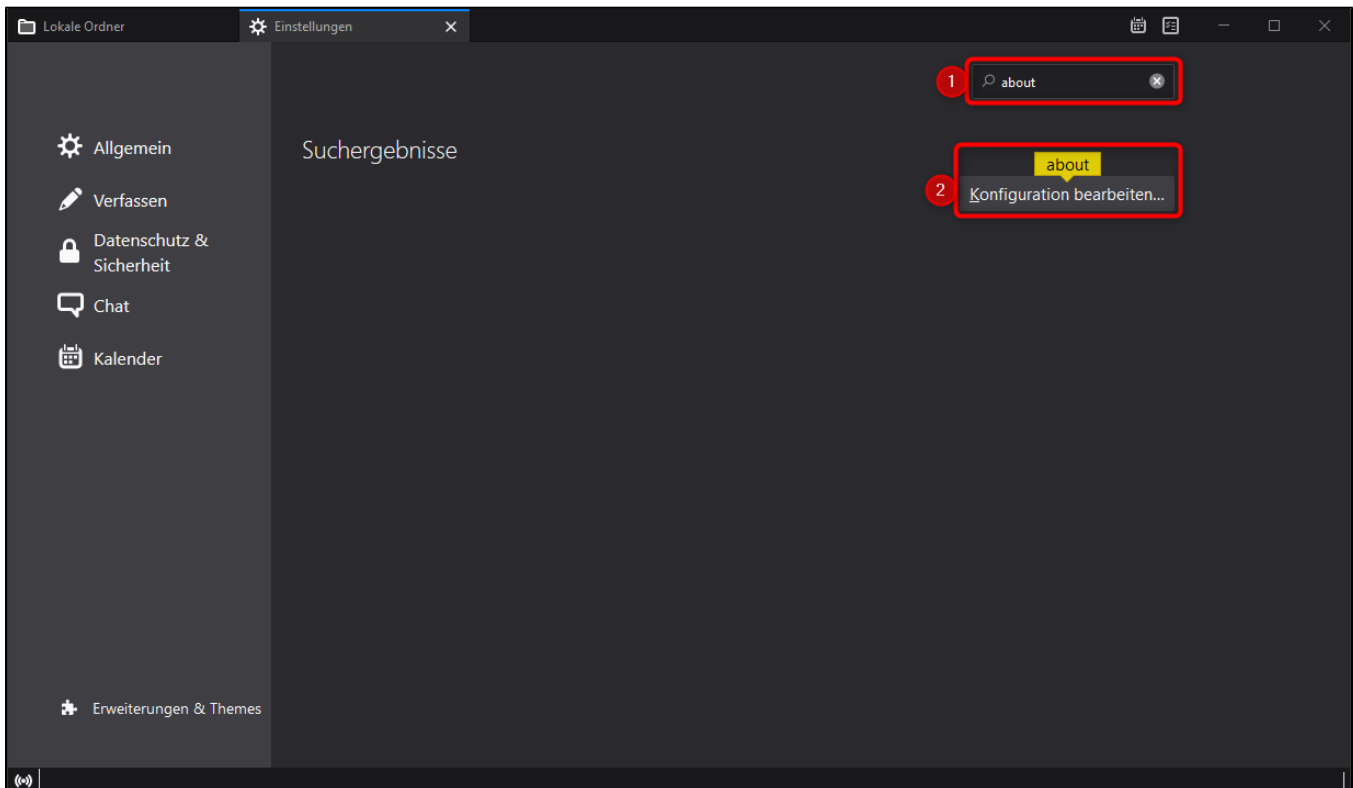 Lokale Ordner
Einstellungen
1
about
Allgemein
Suchergebnisse
about
Verfassen
2
Konfiguration bearbeiten...
Datenschutz &
Sicherheit
Chat
Kalender
Erweiterungen & Themes